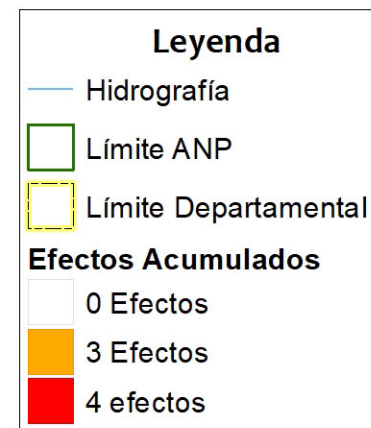 Leyenda
Hidrografía
Límite ANP
Límite Departamental
Efectos Acumulados
0 Efectos
3 Efectos
4 efectos